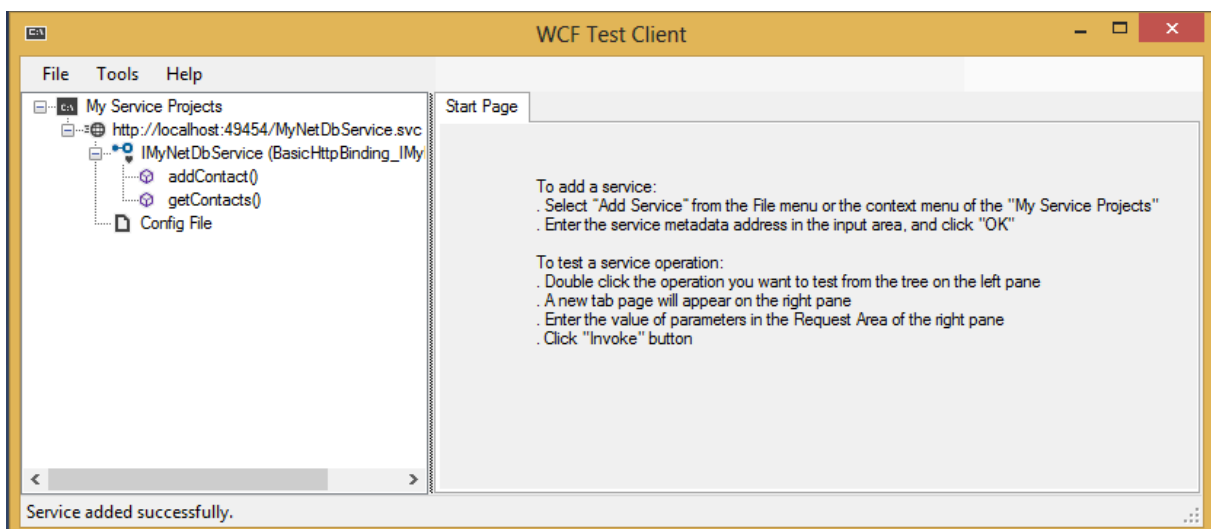 WCF Test Client
File Tools Help
My Service Projects
http://localhost:49454/MyNetDbService.svc
IMyNetDbService (BasicHttpBinding_IMy
addContact()
getContacts()
Config File
Start Page
To add a service:
. Select "Add Service" from the File menu or the context menu of the "My Service Projects"
. Enter the service metadata address in the input area, and click "OK"
To test a service operation:
. Double click the operation you want to test from the tree on the left pane
. A new tab page will appear on the right pane
. Enter the value of parameters in the Request Area of the right pane
. Click "Invoke" button
Service added successfully.